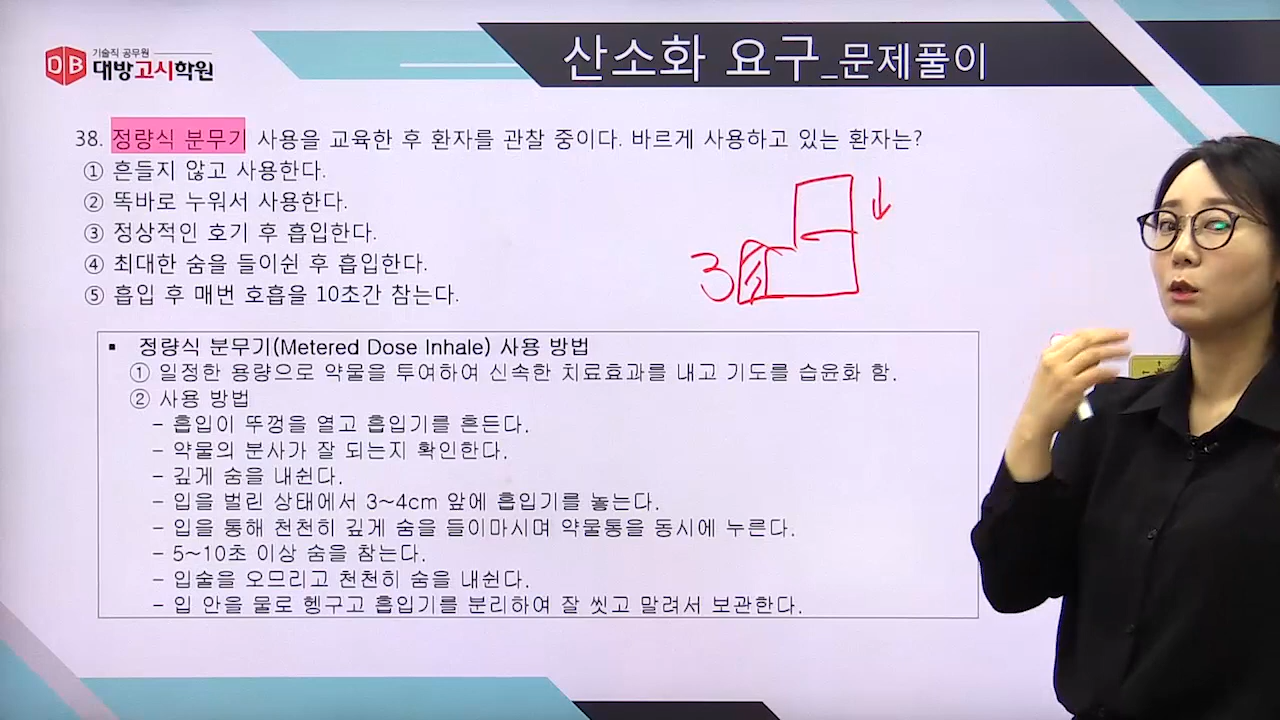 기술직 공무원
DB 대방고시학원
산소화 요구_문제풀이
38. 정량식 분무기 사용을 교육한 후 환자를 관찰 중이다. 바르게 사용하고 있는 환자는?
① 흔들지 않고 사용한다.
② 똑바로 누워서 사용한다.
③ 정상적인 호기 후 흡입한다.
④ 최대한 숨을 들이쉰 후 흡입한다.
⑤ 흡입 후 매번 호흡을 10초간 참는다.
3
▪ 정량식 분무기(Metered Dose Inhale) 사용 방법
① 일정한 용량으로 약물을 투여하여 신속한 치료효과를 내고 기도를 습윤화 함.
② 사용 방법
- 흡입이 뚜껑을 열고 흡입기를 흔든다.
- 약물의 분사가 잘 되는지 확인한다.
- 깊게 숨을 내쉰다.
- 입을 벌린 상태에서 3~4cm 앞에 흡입기를 놓는다.
- 입을 통해 천천히 깊게 숨을 들이마시며 약물통을 동시에 누른다.
- 5~10초 이상 숨을 참는다.
- 입술을 오므리고 천천히 숨을 내쉰다.
- 입 안을 물로 헹구고 흡입기를 분리하여 잘 씻고 말려서 보관한다.